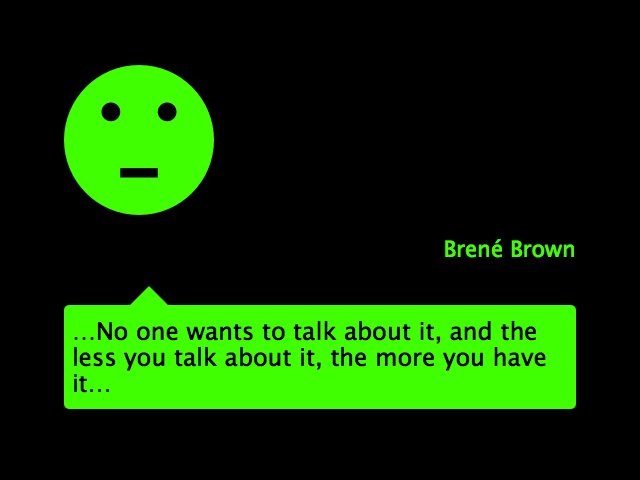 Brené Brown
…No one wants to talk about it, and the
less you talk about it, the more you have
it…